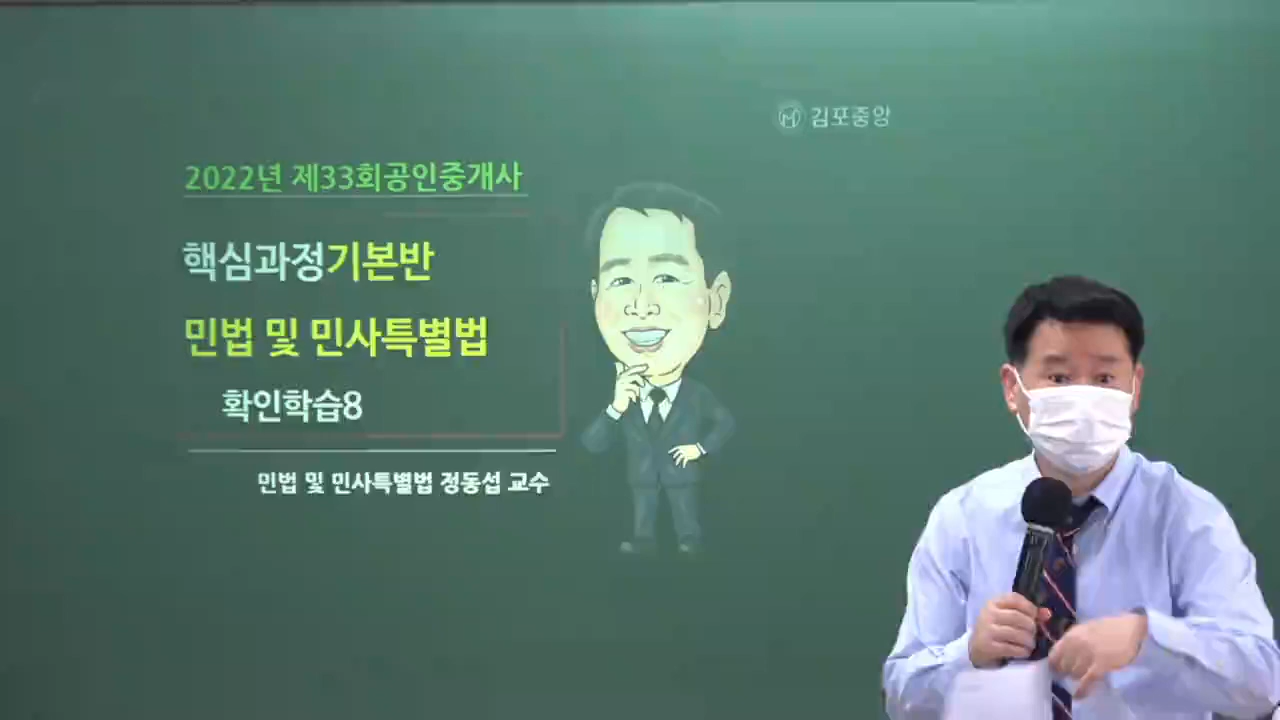 김포중앙
2022년 제33회공인중개사
핵심과정기본반
민법 및 민사특별법
확인학습8
민법 및 민사특별법 정동섭 교수